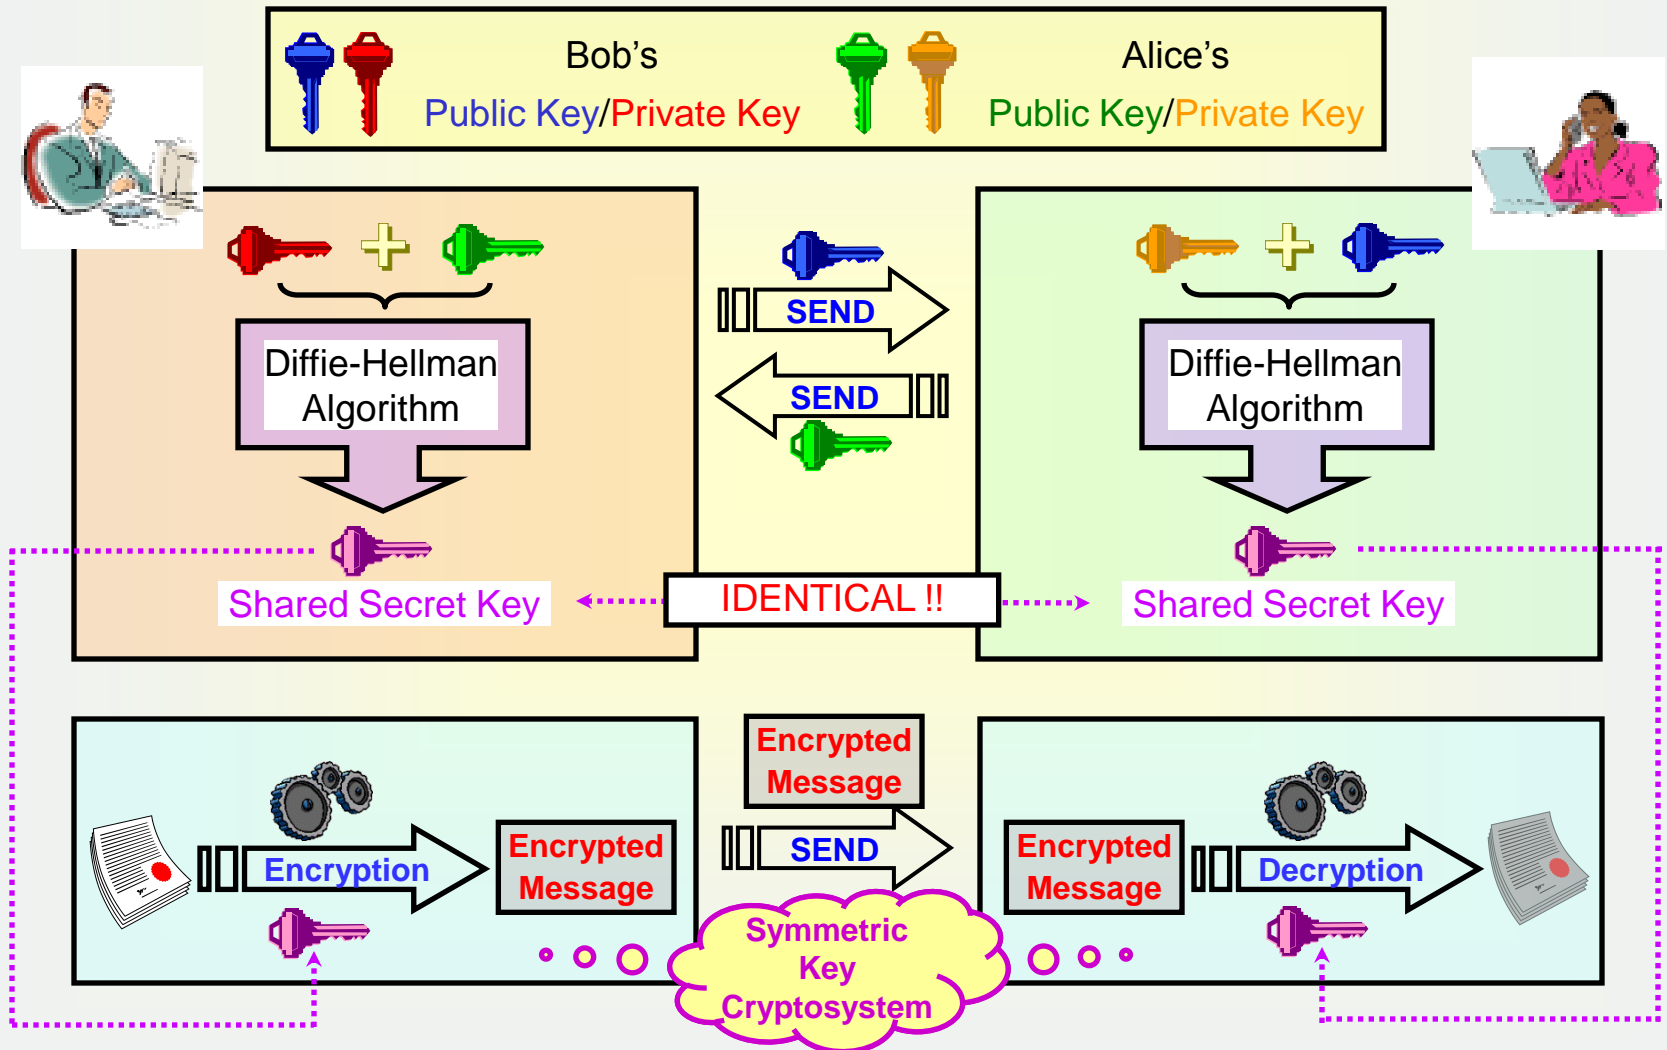 Bob's
Public Key/Private Key
Alice's
Public Key/Private Key
Diffie-Hellman
Algorithm
SEND
SEND
Diffie-Hellman
Algorithm
Shared Secret Key
IDENTICAL !!
Shared Secret Key
Encryption
Encrypted
Message
Encrypted
Message
SEND
Encrypted
Message
Decryption
Symmetric
Key
Cryptosystem